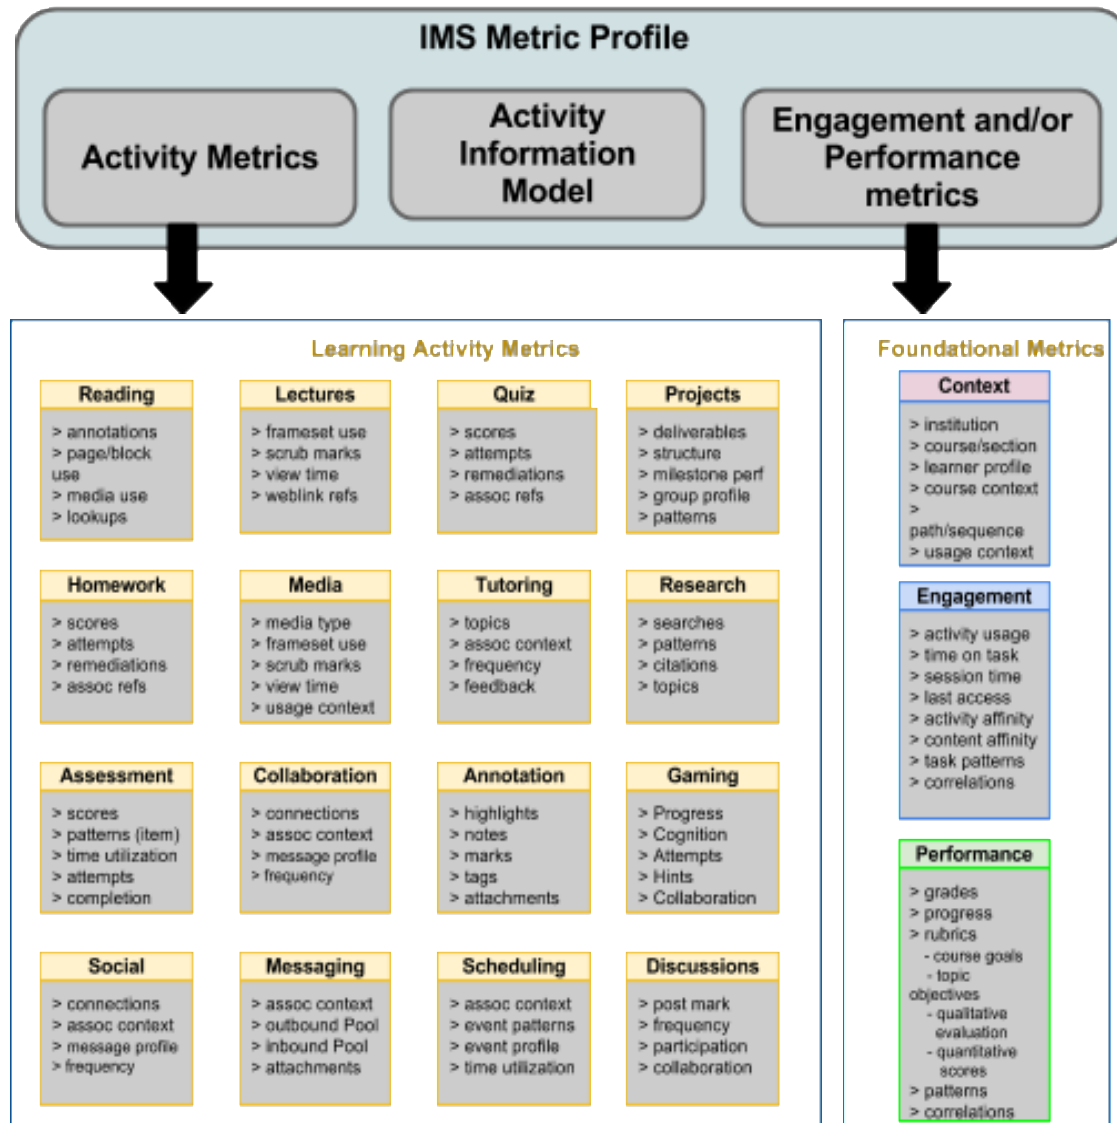 IMS Metric Profile
Activity Metrics
Activity
Information
Model
Engagement and/or
Performance
metrics
Learning Activity Metrics
Reading
> annotations
> page/block
use
> media use
> lookups
Lectures
> frameset use
> scrub marks
> view time
> weblink refs
Quiz
> scores
> attempts
> remediations
> assoc refs
Projects
> deliverables
> structure
> milestone perf
> group profile
> patterns
Homework
> scores
> attempts
> remediations
> assoc refs
Media
> media type
> frameset use
> scrub marks
> view time
> usage context
Tutoring
> topics
> assoc context
> frequency
> feedback
Research
> searches
> patterns
> citations
> topics
Assessment
> scores
> patterns (item)
> time utilization
> attempts
> completion
Collaboration
> connections
> assoc context
> message profile
> frequency
Annotation
> highlights
> notes
> marks
> tags
> attachments
Gaming
> Progress
> Cognition
> Attempts
> Hints
> Collaboration
Social
> connections
> assoc context
> message profile
> frequency
Messaging
> assoc context
> outbound Pool
> inbound Pool
> attachments
Scheduling
> assoc context
> event patterns
> event profile
> time utilization
Discussions
> post mark
> frequency
> participation
> collaboration
Foundational Metrics
Context
> institution
> course/section
> learner profile
> course context
>
path/sequence
> usage context
Engagement
> activity usage
> time on task
> session time
> last access
> activity affinity
> content affinity
> task patterns
> correlations
Performance
> grades
> progress
> rubrics
- course goals
- topic
objectives
- qualitative
evaluation
- quantitative
scores
> patterns
> correlations